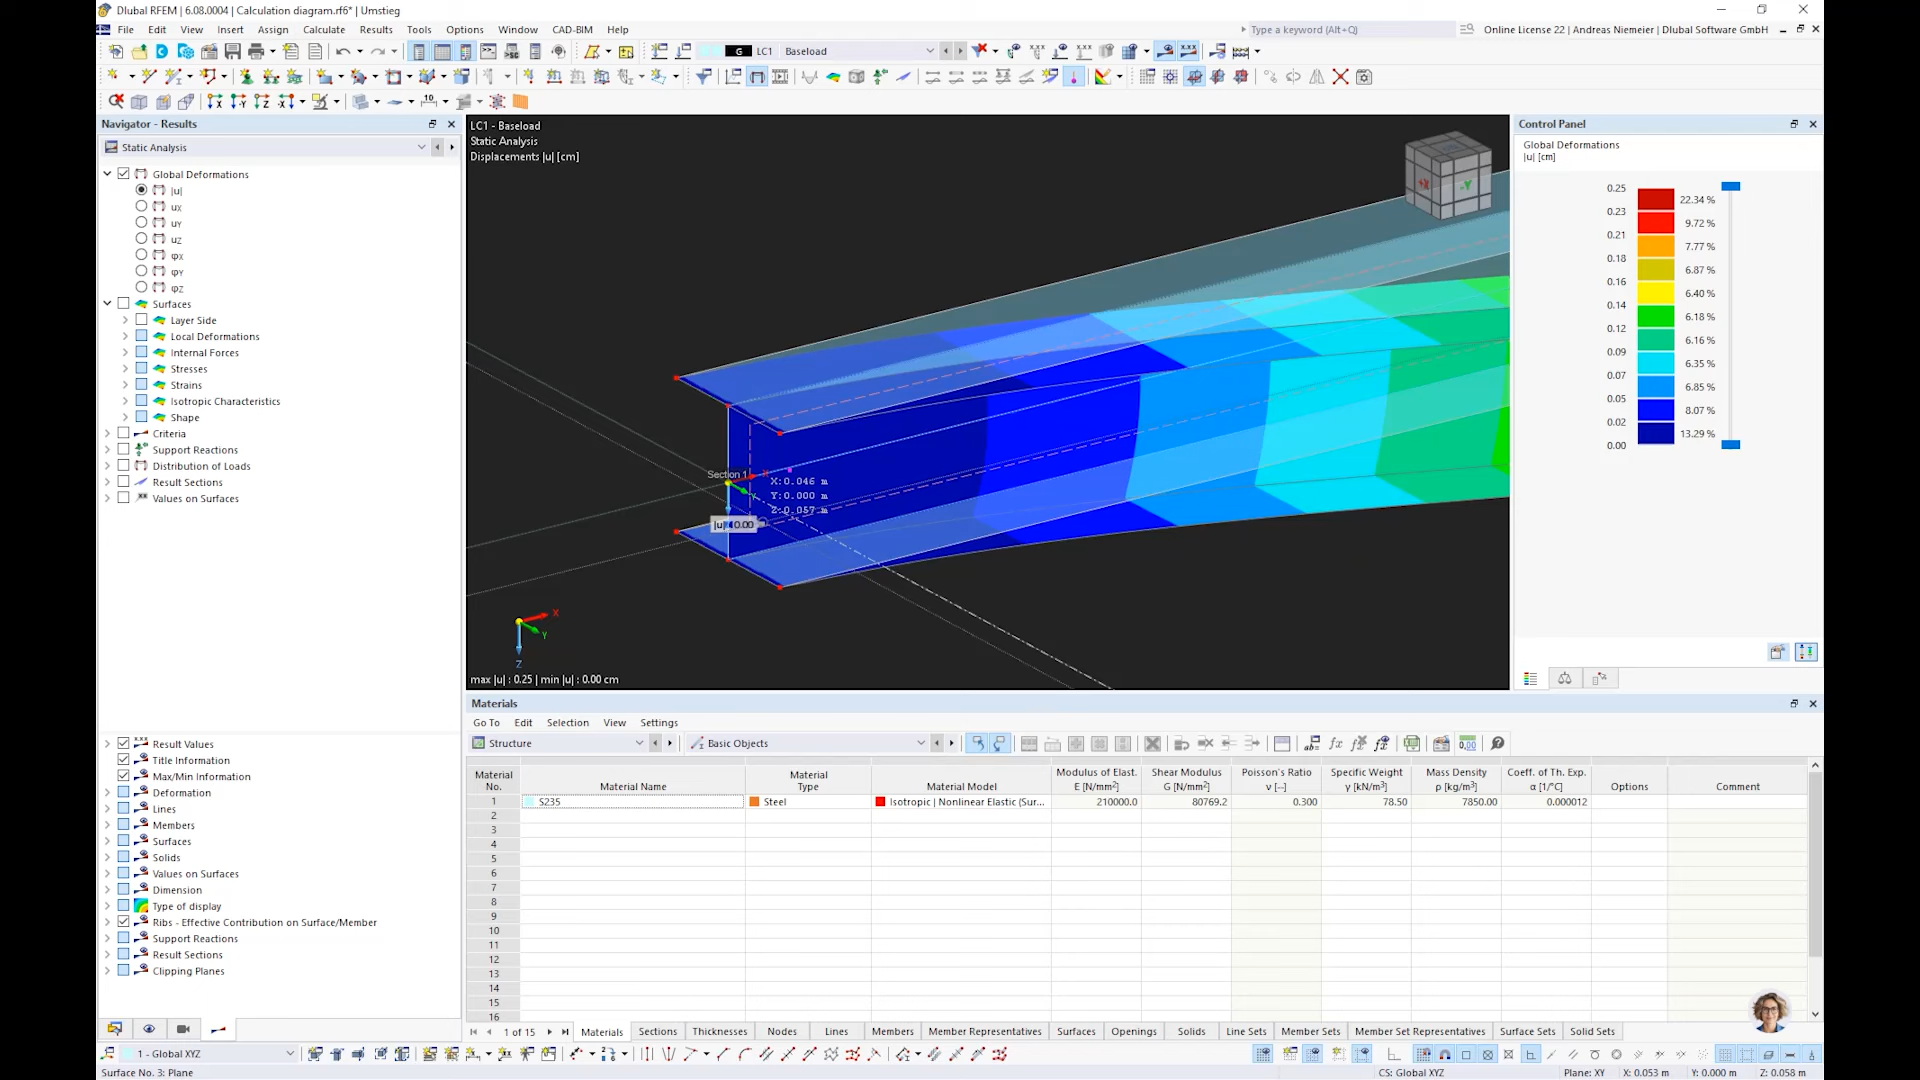 Dlubal RFEM | 6.08.0004 | Calculation diagram.rf6* | Umstieg
File Edit View Insert Assign Calculate Results Tools Options Window CAD-BIM Help
Type a keyword (Alt+Q)
Online License 22 | Andreas Niemeier | Dlubal Software GmbH
G LC1 Baseload
Navigator - Results
Static Analysis
Global Deformations
|u|
uX
uY
uZ
φX
φY
φZ
Surfaces
Layer Side
Local Deformations
Internal Forces
Stresses
Strains
Isotropic Characteristics
Shape
Criteria
Support Reactions
Distribution of Loads
Result Sections
Values on Surfaces
Result Values
Title Information
Max/Min Information
Deformation
Lines
Members
Surfaces
Solids
Values on Surfaces
Dimension
Type of display
Ribs - Effective Contribution on Surface/Member
Support Reactions
Result Sections
Clipping Planes
LC1 - Baseload
Static Analysis
Displacements |u| [cm]
+X -Y
Section 1
X
X:0.046 m
Y:0.000 m
Z:0.057 m
X
Y
Z
max |u| : 0.25 | min |u| : 0.00 cm
Control Panel
Global Deformations
|u| [cm]
0.25
22.34 %
0.23
9.72 %
0.21
7.77 %
0.18
6.87 %
0.16
6.40 %
0.14
6.18 %
0.12
6.16 %
0.09
6.35 %
0.07
6.85 %
0.05
8.07 %
0.02
13.29 %
0.00
Materials
Go To Edit Selection View Settings
Structure Basic Objects
Material No. Material Name Material Type Material Model Modulus of Elast. E [N/mm²] Shear Modulus G [N/mm²] Poisson's Ratio ν [--] Specific Weight γ [kN/m³] Mass Density ρ [kg/m³] Coeff. of Th. Exp. α [1/°C] Options Comment
1 S235 Steel Isotropic | Nonlinear Elastic (Sur... 210000.0 80769.2 0.300 78.50 7850.00 0.000012
2
3
4
5
6
7
8
9
10
11
12
13
14
15
16
1 of 15 Materials Sections Thicknesses Nodes Lines Members Member Representatives Surfaces Openings Solids Line Sets Member Sets Member Set Representatives Surface Sets Solid Sets
1 - Global XYZ
Surface No. 3: Plane
CS: Global XYZ
Plane: XY
X: 0.053 m
Y: 0.000 m
Z: 0.058 m